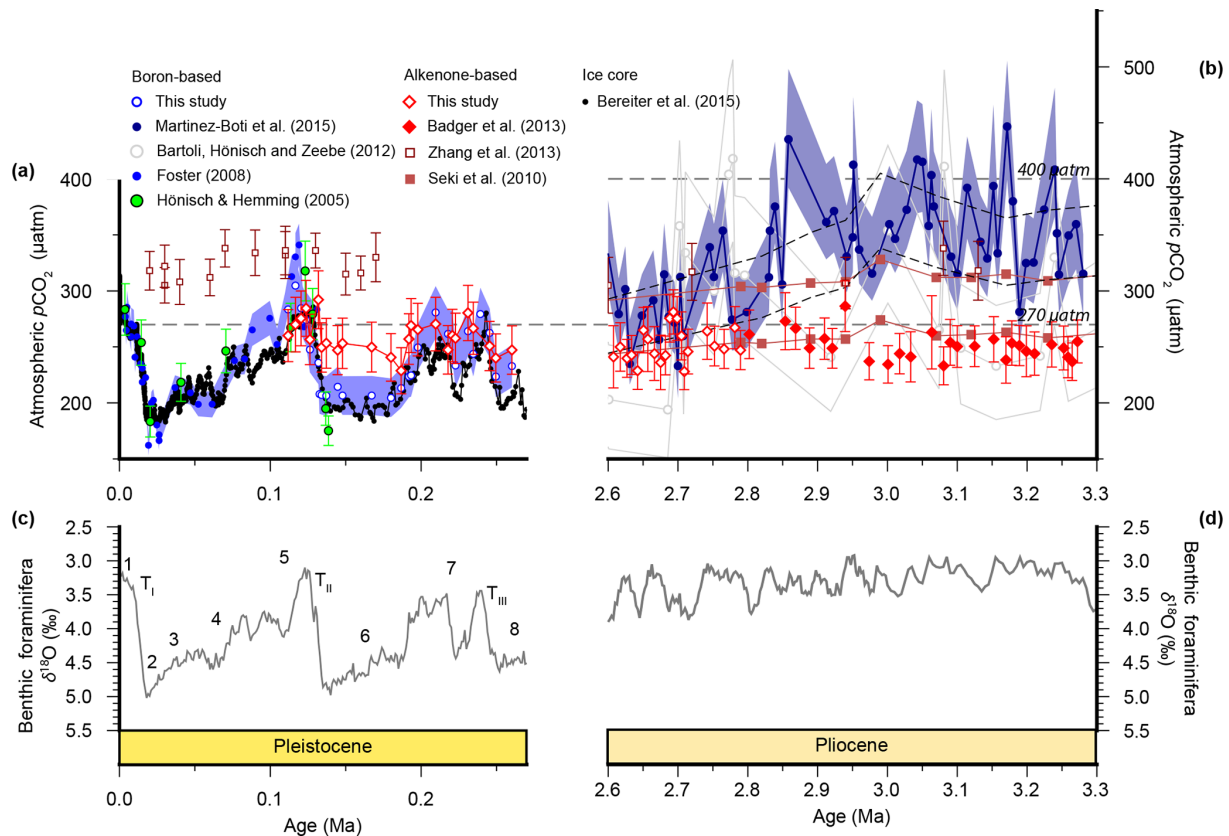 (a)
(b)
Boron-based
This study
Martinez-Boti et al. (2015)
Bartoli, Hönisch and Zeebe (2012)
Foster (2008)
Hönisch & Hemming (2005)
Alkenone-based
This study
Badger et al. (2013)
Zhang et al. (2013)
Seki et al. (2010)
Ice core
Bereiter et al. (2015)
Atmospheric pCO2 (µatm)
400
300
200
0.0
0.1
0.2
400 µatm
270 µatm
500
400
300
200
Atmospheric pCO2 (µatm)
2.6
2.7
2.8
2.9
3.0
3.1
3.2
3.3
(c)
(d)
Benthic foraminifera
δ18O (‰)
2.5
3.0
3.5
4.0
4.5
5.0
5.5
1
TI
2
3
4
5
TII
6
7
TIII
8
2.5
3.0
3.5
4.0
4.5
5.0
5.5
Benthic foraminifera
δ18O (‰)
Pleistocene
Pliocene
0.0
0.1
0.2
2.6
2.7
2.8
2.9
3.0
3.1
3.2
3.3
Age (Ma)
Age (Ma)